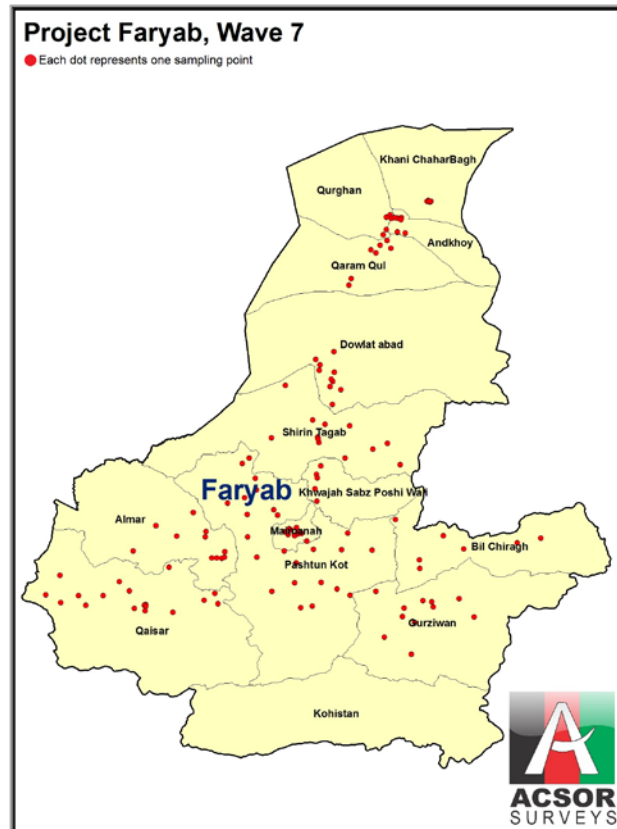 Project Faryab, Wave 7
Each dot represents one sampling point
Khani ChaharBagh
Qurghan
Andkhoy
Qaram Qul
Dowlat abad
Shirin Tagab
Faryab
Khwajah Sabz Poshi Wali
Almar
Maimanah
Bil Chiragh
Pashtun Kot
Qaisar
Gurziwan
Kohistan
A
ACSOR
SURVEYS